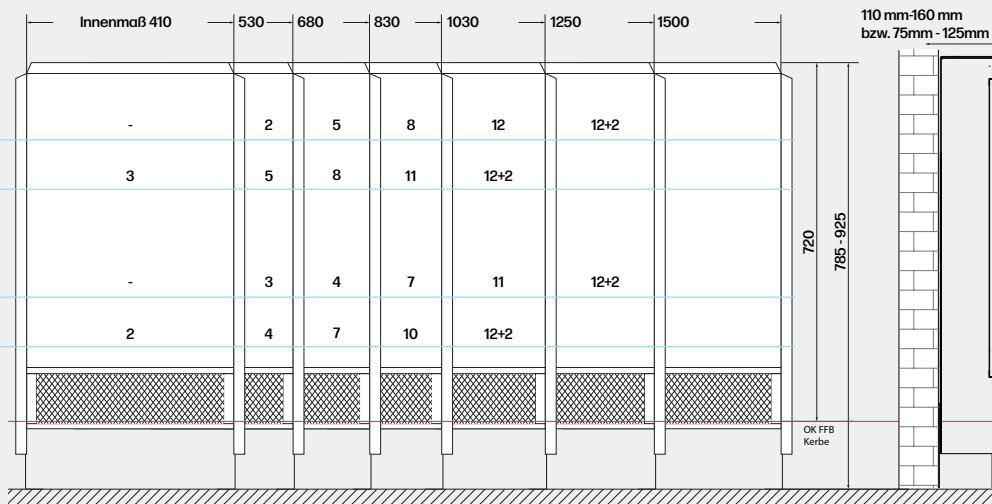 110 mm-160 mm
bzw. 75mm - 125mm
Innenmaß 410 530 680 830 1030 1250 1500
- 2 5 8 12 12+2
3 5 8 11 12+2
720
785 - 925
- 3 4 7 11 12+2
2 4 7 10 12+2
OK FFB
Kerbe